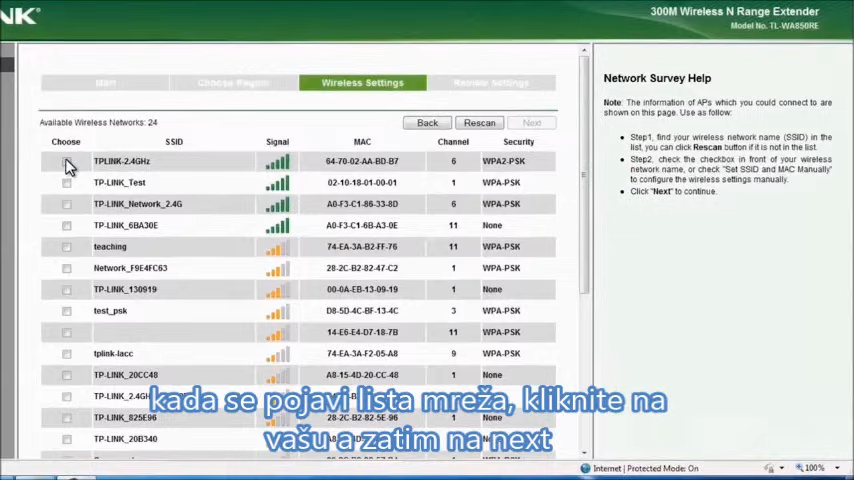 NK
300M Wireless N Range Extender
Model No. TL-WA850RE
Start Choose Region Wireless Settings Review Settings
Available Wireless Networks: 24 Back Rescan Next
Choose SSID Signal MAC Channel Security
TPLINK-2.4GHz 64-70-02-AA-BD-B7 6 WPA2-PSK
TP-LINK_Test 02-10-18-01-00-01 1 WPA-PSK
TP-LINK_Network_2.4G A0-F3-C1-86-33-8D 6 WPA-PSK
TP-LINK_6BA30E A0-F3-C1-6B-A3-0E 11 None
teaching 74-EA-3A-B2-FF-76 11 WPA-PSK
Network_F9E4FC63 28-2C-B2-82-47-C2 1 WPA-PSK
TP-LINK_130919 00-0A-EB-13-09-19 1 None
test_psk D8-5D-4C-BF-13-4C 3 WPA-PSK
14-E6-E4-D7-18-7B 11 WPA-PSK
tplink-lacc 74-EA-3A-F2-05-A8 9 WPA-PSK
TP-LINK_20CC48 A8-15-4D-20-CC-48 1 None
TP-LINK_2.4GH
TP-LINK_825E96 28-2C-B2-82-5E-96 1 None
TP-LINK_20B340 1 None
Network Survey Help
Note: The information of APs which you could connect to are
shown on this page. Use as follow:
• Step1, find your wireless network name (SSID) in the
list, you can click Rescan button if it is not in the list.
• Step2, check the checkbox in front of your wireless
network name, or check "Set SSID and MAC Manually"
to configure the wireless settings manually.
• Click "Next" to continue.
kada se pojavi lista mreža, kliknite na
vašu a zatim na next
Internet | Protected Mode: On 100%